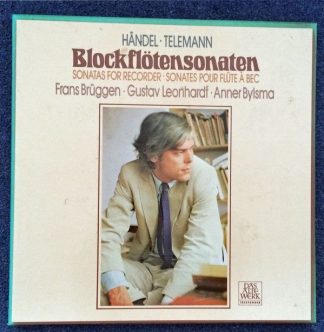 HÄNDEL · TELEMANN
Blockflötensonaten
SONATAS FOR RECORDER · SONATES POUR FLÛTE À BEC
Frans Brüggen · Gustav Leonhardt · Anner Bylsma
DAS ALTE
WERK
TELEFUNKEN